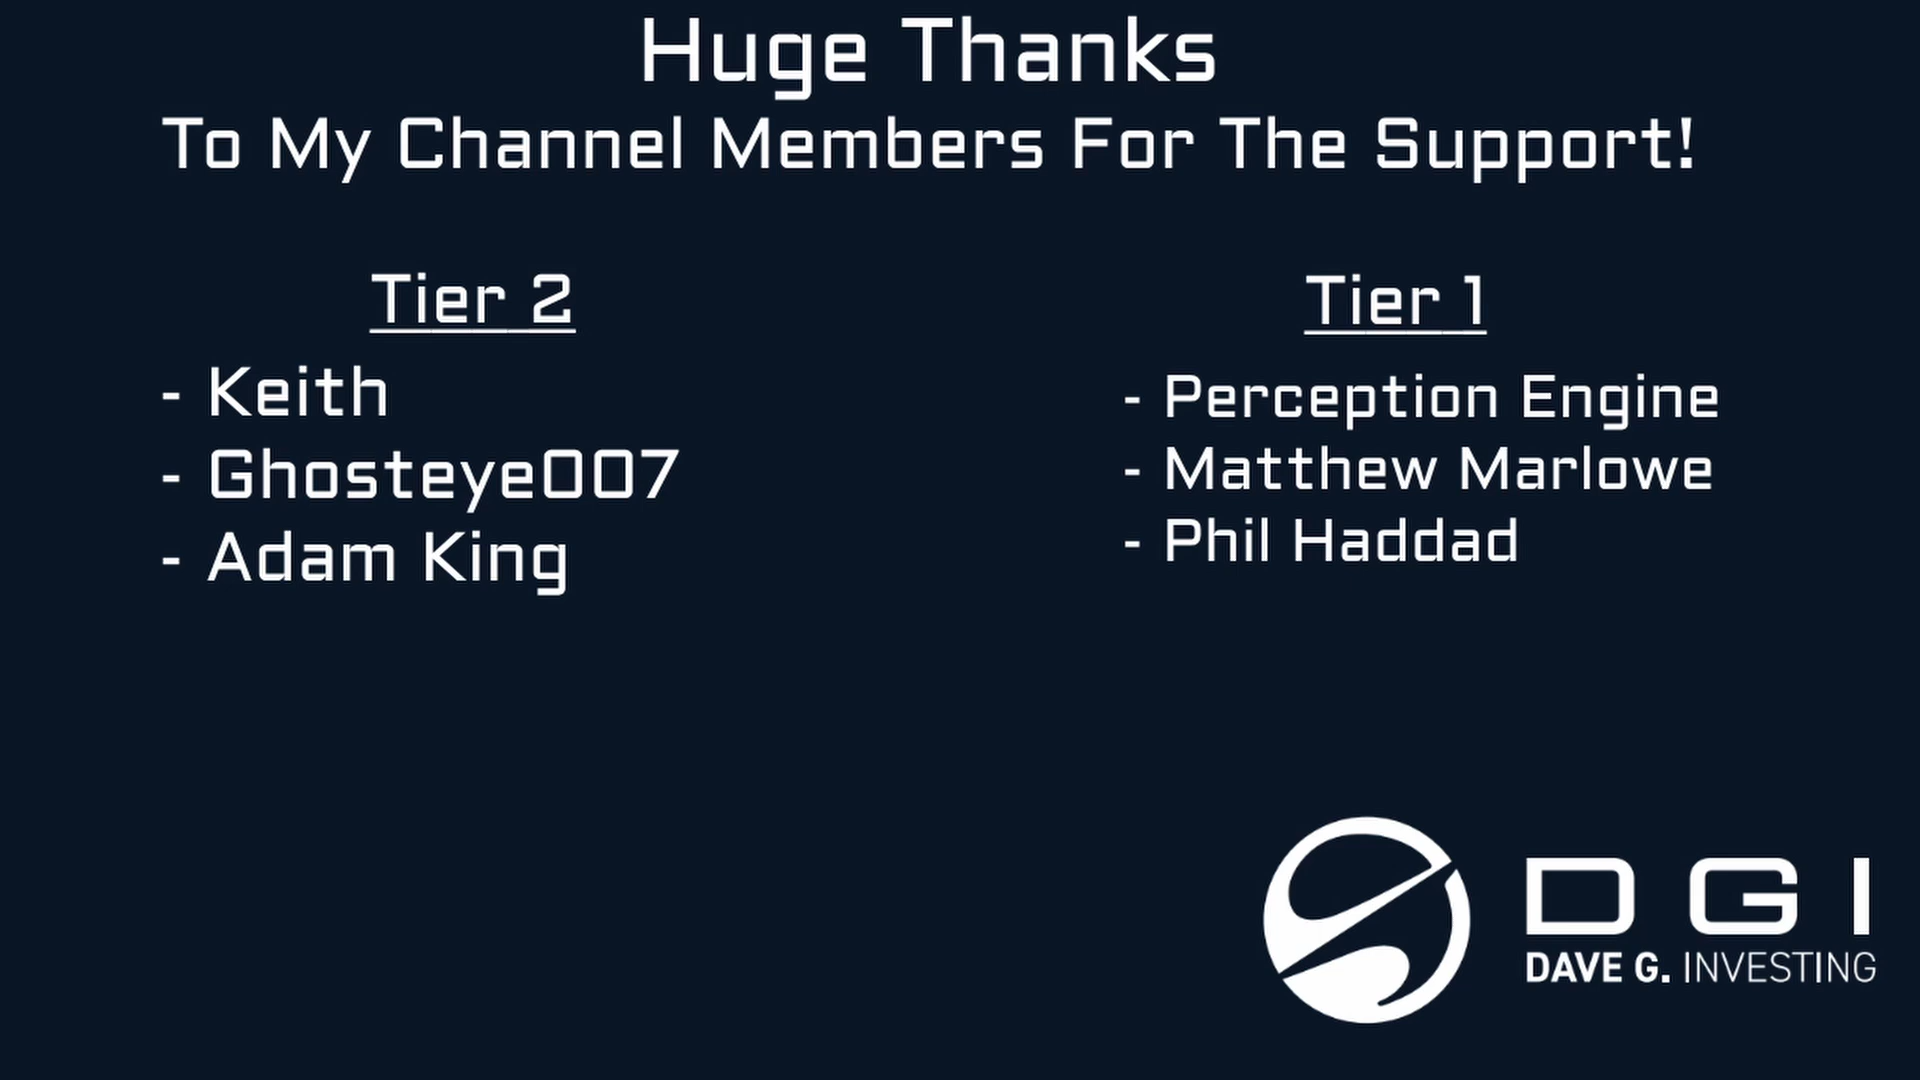 Huge Thanks
To My Channel Members For The Support!
Tier 2
- Keith
- Ghosteye007
- Adam King
Tier 1
- Perception Engine
- Matthew Marlowe
- Phil Haddad
DGI
DAVE G. INVESTING